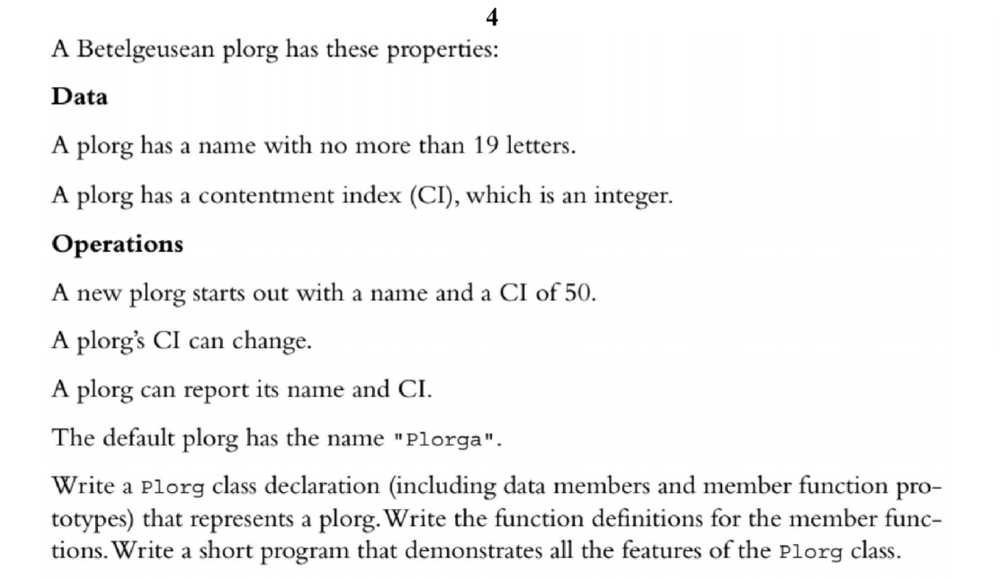 4
A Betelgeusean plorg has these properties:
Data
A plorg has a name with no more than 19 letters.
A plorg has a contentment index (CI), which is an integer.
Operations
A new plorg starts out with a name and a CI of 50.
A plorg’s CI can change.
A plorg can report its name and CI.
The default plorg has the name "Plorga".
Write a Plorg class declaration (including data members and member function pro-
totypes) that represents a plorg. Write the function definitions for the member func-
tions. Write a short program that demonstrates all the features of the Plorg class.